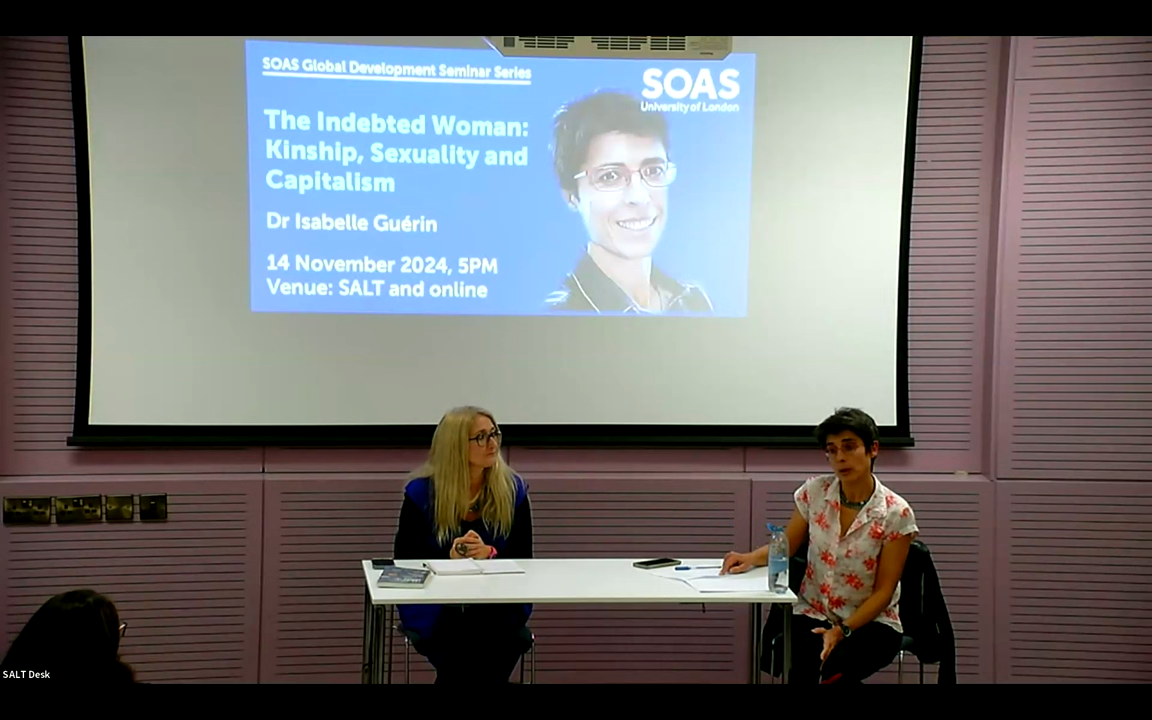 SOAS Global Development Seminar Series
SOAS
University of London
The Indebted Woman:
Kinship, Sexuality and
Capitalism
Dr Isabelle Guérin
14 November 2024, 5PM
Venue: SALT and online
SALT Desk